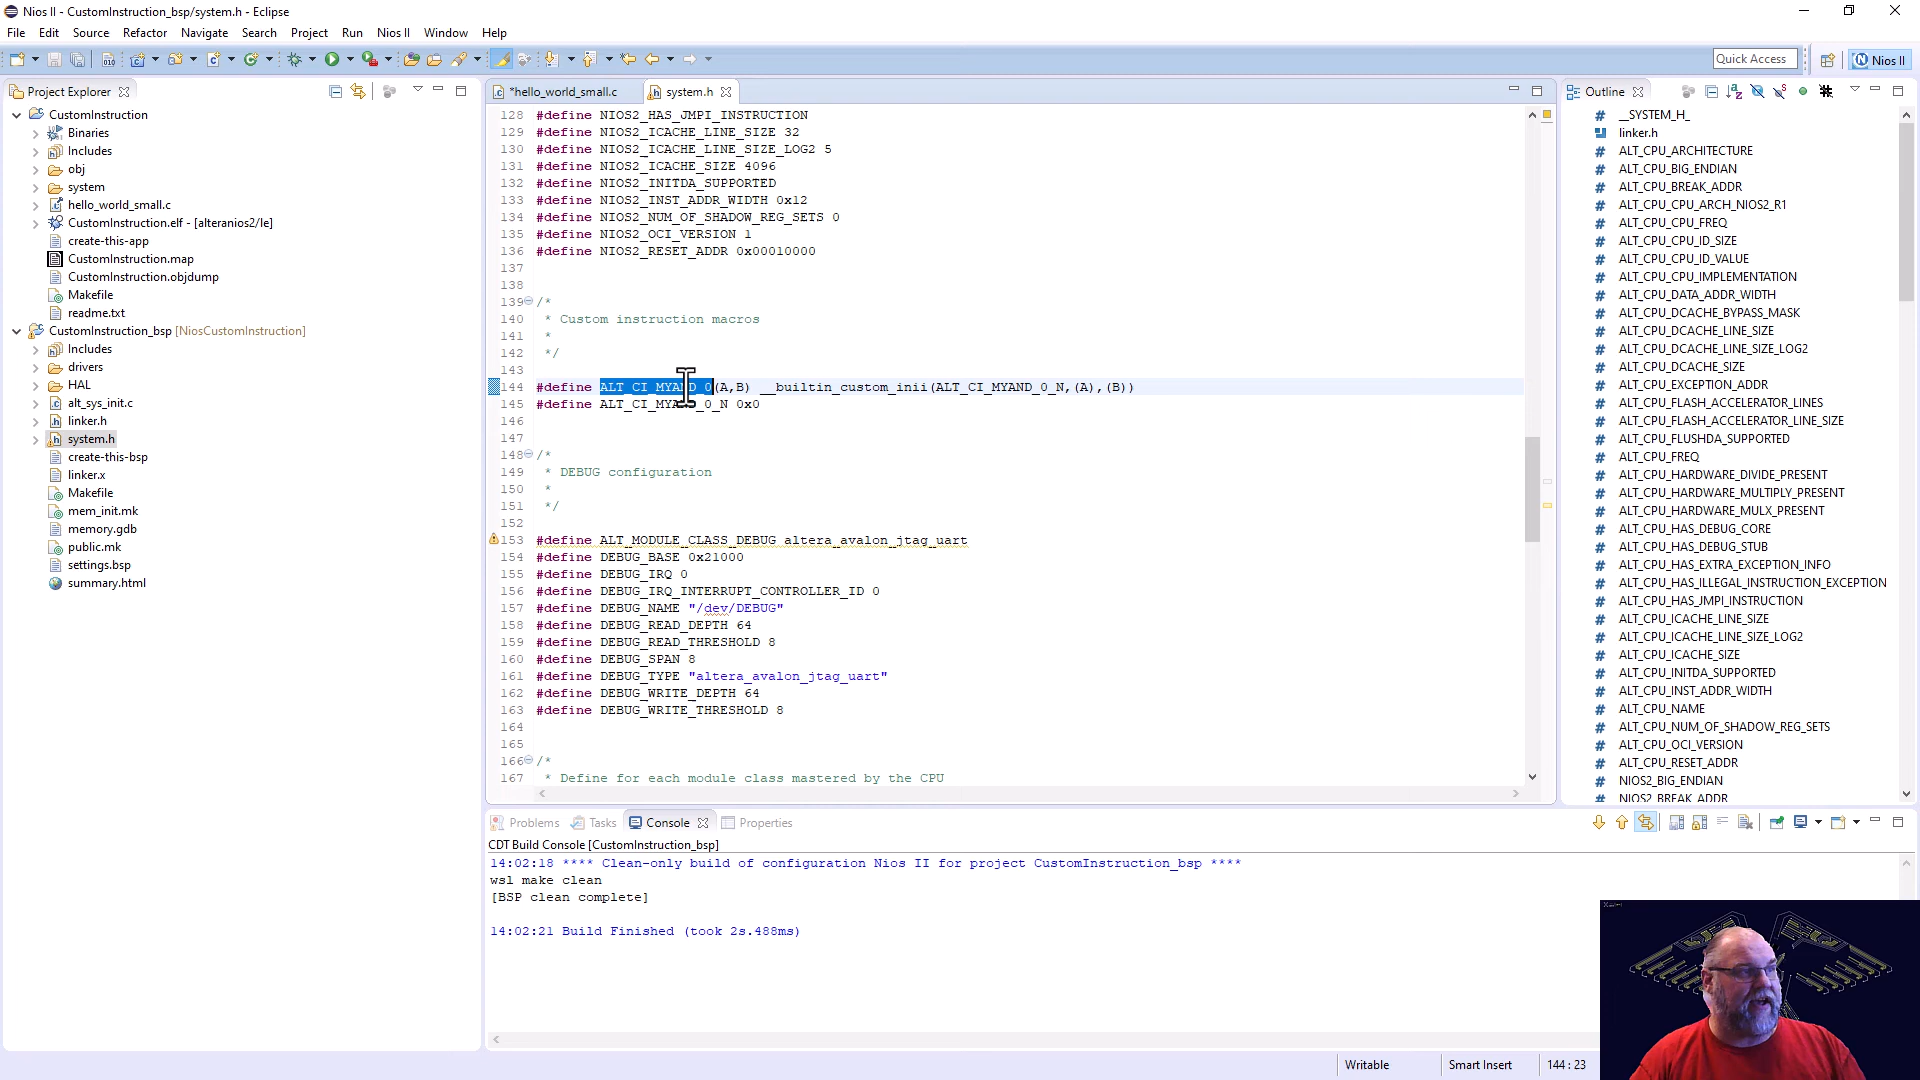 Nios II - CustomInstruction_bsp/system.h - Eclipse
File Edit Source Refactor Navigate Search Project Run Nios II Window Help
Quick Access
Nios II
Project Explorer
CustomInstruction
Binaries
Includes
obj
system
hello_world_small.c
CustomInstruction.elf - [alteranios2/le]
create-this-app
CustomInstruction.map
CustomInstruction.objdump
Makefile
readme.txt
CustomInstruction_bsp [NiosCustomInstruction]
Includes
drivers
HAL
alt_sys_init.c
linker.h
system.h
create-this-bsp
linker.x
Makefile
mem_init.mk
memory.gdb
public.mk
settings.bsp
summary.html
*hello_world_small.c system.h
128 #define NIOS2_HAS_JMPI_INSTRUCTION
129 #define NIOS2_ICACHE_LINE_SIZE 32
130 #define NIOS2_ICACHE_LINE_SIZE_LOG2 5
131 #define NIOS2_ICACHE_SIZE 4096
132 #define NIOS2_INITDA_SUPPORTED
133 #define NIOS2_INST_ADDR_WIDTH 0x12
134 #define NIOS2_NUM_OF_SHADOW_REG_SETS 0
135 #define NIOS2_OCI_VERSION 1
136 #define NIOS2_RESET_ADDR 0x00010000
137
138
139 /*
140 * Custom instruction macros
141 *
142 */
143
144 #define ALT_CI_MYAND_0(A,B) __builtin_custom_inii(ALT_CI_MYAND_0_N,(A),(B))
145 #define ALT_CI_MYAND_0_N 0x0
146
147
148 /*
149 * DEBUG configuration
150 *
151 */
152
153 #define ALT_MODULE_CLASS_DEBUG altera_avalon_jtag_uart
154 #define DEBUG_BASE 0x21000
155 #define DEBUG_IRQ 0
156 #define DEBUG_IRQ_INTERRUPT_CONTROLLER_ID 0
157 #define DEBUG_NAME "/dev/DEBUG"
158 #define DEBUG_READ_DEPTH 64
159 #define DEBUG_READ_THRESHOLD 8
160 #define DEBUG_SPAN 8
161 #define DEBUG_TYPE "altera_avalon_jtag_uart"
162 #define DEBUG_WRITE_DEPTH 64
163 #define DEBUG_WRITE_THRESHOLD 8
164
165
166 /*
167 * Define for each module class mastered by the CPU
Outline
__SYSTEM_H_
linker.h
ALT_CPU_ARCHITECTURE
ALT_CPU_BIG_ENDIAN
ALT_CPU_BREAK_ADDR
ALT_CPU_CPU_ARCH_NIOS2_R1
ALT_CPU_CPU_FREQ
ALT_CPU_CPU_ID_SIZE
ALT_CPU_CPU_ID_VALUE
ALT_CPU_CPU_IMPLEMENTATION
ALT_CPU_DATA_ADDR_WIDTH
ALT_CPU_DCACHE_BYPASS_MASK
ALT_CPU_DCACHE_LINE_SIZE
ALT_CPU_DCACHE_LINE_SIZE_LOG2
ALT_CPU_DCACHE_SIZE
ALT_CPU_EXCEPTION_ADDR
ALT_CPU_FLASH_ACCELERATOR_LINES
ALT_CPU_FLASH_ACCELERATOR_LINE_SIZE
ALT_CPU_FLUSHDA_SUPPORTED
ALT_CPU_FREQ
ALT_CPU_HARDWARE_DIVIDE_PRESENT
ALT_CPU_HARDWARE_MULTIPLY_PRESENT
ALT_CPU_HARDWARE_MULX_PRESENT
ALT_CPU_HAS_DEBUG_CORE
ALT_CPU_HAS_DEBUG_STUB
ALT_CPU_HAS_EXTRA_EXCEPTION_INFO
ALT_CPU_HAS_ILLEGAL_INSTRUCTION_EXCEPTION
ALT_CPU_HAS_JMPI_INSTRUCTION
ALT_CPU_ICACHE_LINE_SIZE
ALT_CPU_ICACHE_LINE_SIZE_LOG2
ALT_CPU_ICACHE_SIZE
ALT_CPU_INITDA_SUPPORTED
ALT_CPU_INST_ADDR_WIDTH
ALT_CPU_NAME
ALT_CPU_NUM_OF_SHADOW_REG_SETS
ALT_CPU_OCI_VERSION
ALT_CPU_RESET_ADDR
NIOS2_BIG_ENDIAN
NIOS2_BREAK_ADDR
Problems Tasks Console Properties
CDT Build Console [CustomInstruction_bsp]
14:02:18 **** Clean-only build of configuration Nios II for project CustomInstruction_bsp ****
wsl make clean
[BSP clean complete]
14:02:21 Build Finished (took 2s.488ms)
Writable Smart Insert 144 : 23